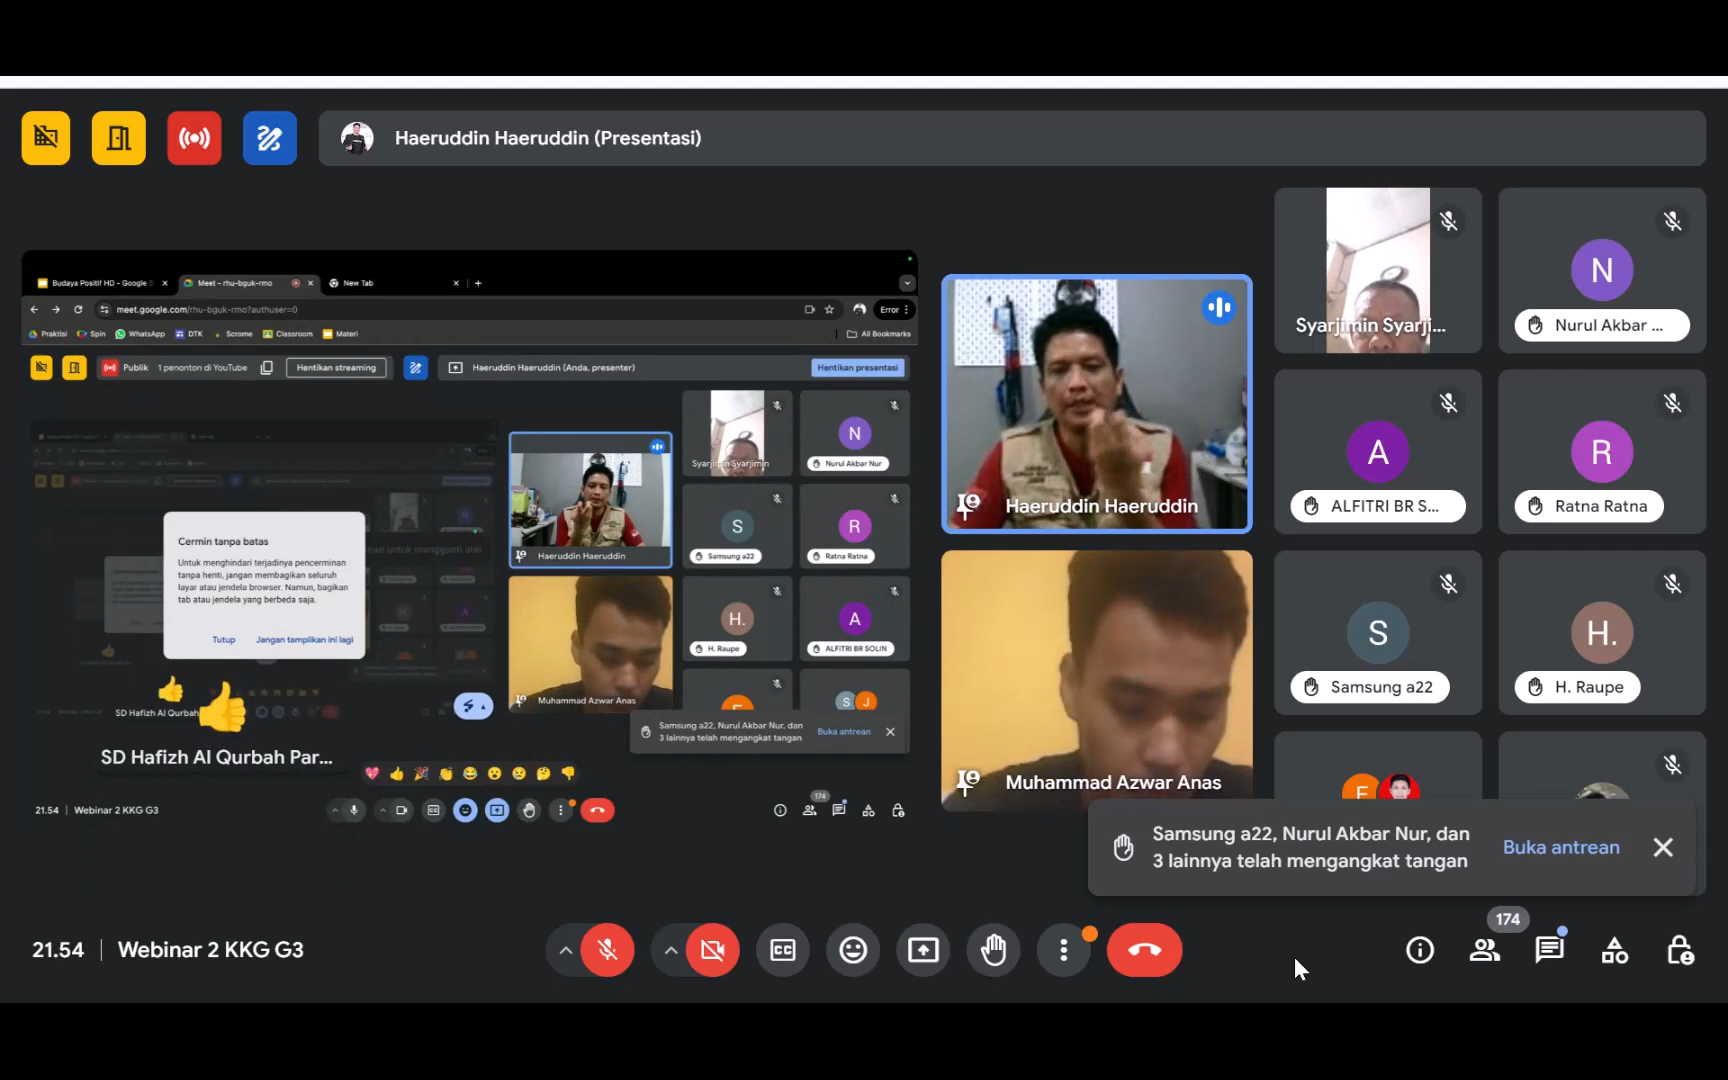 Haeruddin Haeruddin (Presentasi)
Budaya Positif HD - Google S
Meet - rhu-bguk-rmo
New Tab
meet.google.com/rhu-bguk-rmo?authuser=0
Error
Praktisi
Spin
WhatsApp
DTK
Scrome
Classroom
Materi
All Bookmarks
Publik
1 penonton di YouTube
Hentikan streaming
Haeruddin Haeruddin (Anda, presenter)
Hentikan presentasi
Cermin tanpa batas
Untuk menghindari terjadinya pencerminan
tanpa henti, jangan membagikan seluruh
layar atau jendela browser. Namun, bagikan
tab atau jendela yang berbeda saja.
Tutup
Jangan tampilkan ini lagi
SD Hafizh Al Qurbah
SD Hafizh Al Qurbah Par...
Haeruddin Haeruddin
Muhammad Azwar Anas
Syarjimin Syarjimin
N
Nurul Akbar Nur
S
Samsung a22
R
Ratna Ratna
H.
H. Raupe
A
ALFITRI BR SOLIN
S
J
Samsung a22, Nurul Akbar Nur, dan
3 lainnya telah mengangkat tangan
Buka antrean
21.54
Webinar 2 KKG G3
174
Haeruddin Haeruddin
Muhammad Azwar Anas
Syarjimin Syarji...
N
Nurul Akbar ...
A
ALFITRI BR S...
R
Ratna Ratna
S
Samsung a22
H.
H. Raupe
Samsung a22, Nurul Akbar Nur, dan
3 lainnya telah mengangkat tangan
Buka antrean
21.54
Webinar 2 KKG G3
CC
174